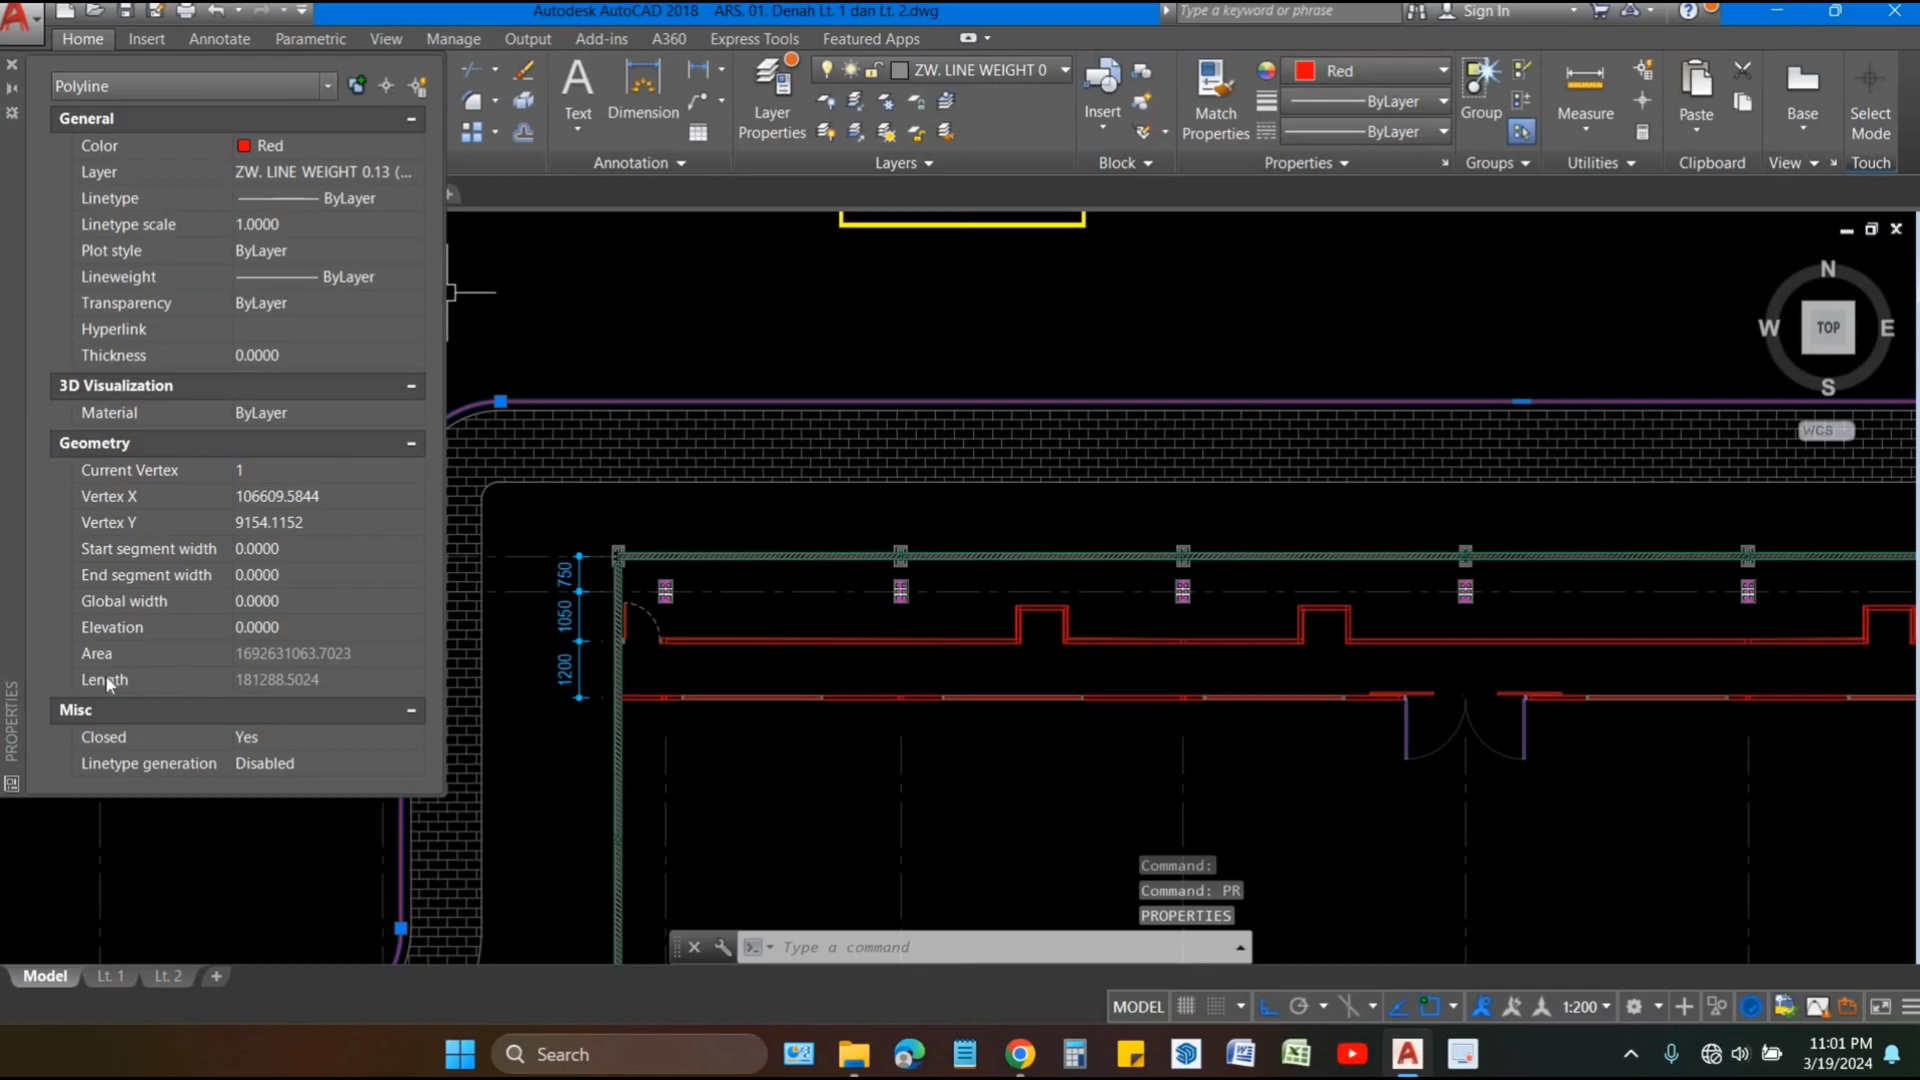 Autodesk AutoCAD 2018 ARS. 01. Denah Lt. 1 dan Lt. 2.dwg
Type a keyword or phrase
Sign In
Home Insert Annotate Parametric View Manage Output Add-ins A360 Express Tools Featured Apps
Polyline
General
Color Red
Layer ZW. LINE WEIGHT 0.13 (...
Linetype ByLayer
Linetype scale 1.0000
Plot style ByLayer
Lineweight ByLayer
Transparency ByLayer
Hyperlink
Thickness 0.0000
3D Visualization
Material ByLayer
Geometry
Current Vertex 1
Vertex X 106609.5844
Vertex Y 9154.1152
Start segment width 0.0000
End segment width 0.0000
Global width 0.0000
Elevation 0.0000
Area 1692631063.7023
Length 181288.5024
Misc
Closed Yes
Linetype generation Disabled
PROPERTIES
Text
Dimension
Annotation
Layer
Properties
ZW. LINE WEIGHT 0
Layers
Insert
Block
Match
Properties
Red
ByLayer
ByLayer
Properties
Group
Groups
Measure
Utilities
Paste
Clipboard
Base
View
Select
Mode
Touch
N
W TOP E
S
WCS
750
1050
1200
Command:
Command: PR
PROPERTIES
Type a command
Model Lt. 1 Lt. 2 +
MODEL 1:200
Search
11:01 PM
3/19/2024